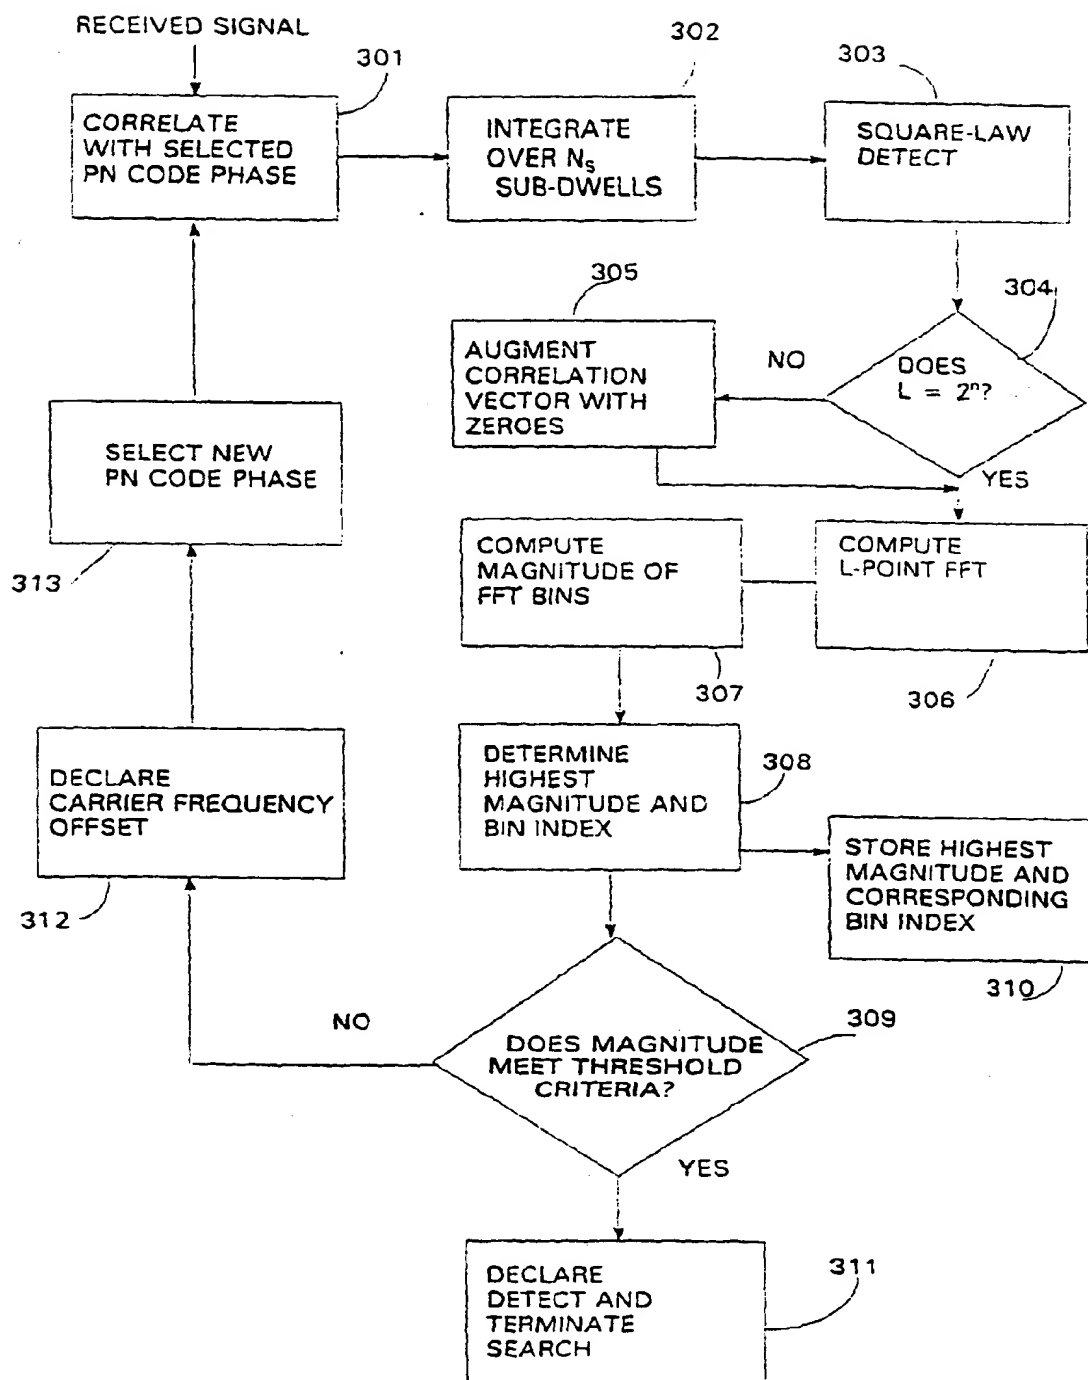 RECEIVED SIGNAL
301
CORRELATE
WITH SELECTED
PN CODE PHASE
302
INTEGRATE
OVER Nₛ
SUB-DWELLS
303
SQUARE-LAW
DETECT
304
DOES
L = 2ⁿ?
NO
YES
305
AUGMENT
CORRELATION
VECTOR WITH
ZEROES
COMPUTE
L-POINT FFT
306
COMPUTE
MAGNITUDE OF
FFT BINS
307
DETERMINE
HIGHEST
MAGNITUDE AND
BIN INDEX
308
STORE HIGHEST
MAGNITUDE AND
CORRESPONDING
BIN INDEX
310
DOES MAGNITUDE
MEET THRESHOLD
CRITERIA?
309
NO
YES
DECLARE
DETECT AND
TERMINATE
SEARCH
311
DECLARE
CARRIER FREQUENCY
OFFSET
312
SELECT NEW
PN CODE PHASE
313